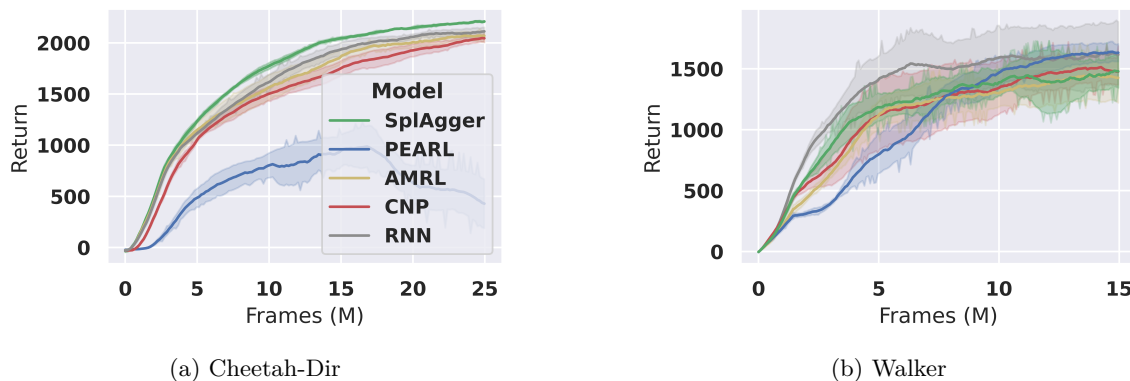 2000
1500
1000
500
0
Return
Model
SplAgger
PEARL
AMRL
CNP
RNN
0 5 10 15 20 25
Frames (M)
(a) Cheetah-Dir
1500
1000
500
0
Return
0 5 10 15
Frames (M)
(b) Walker